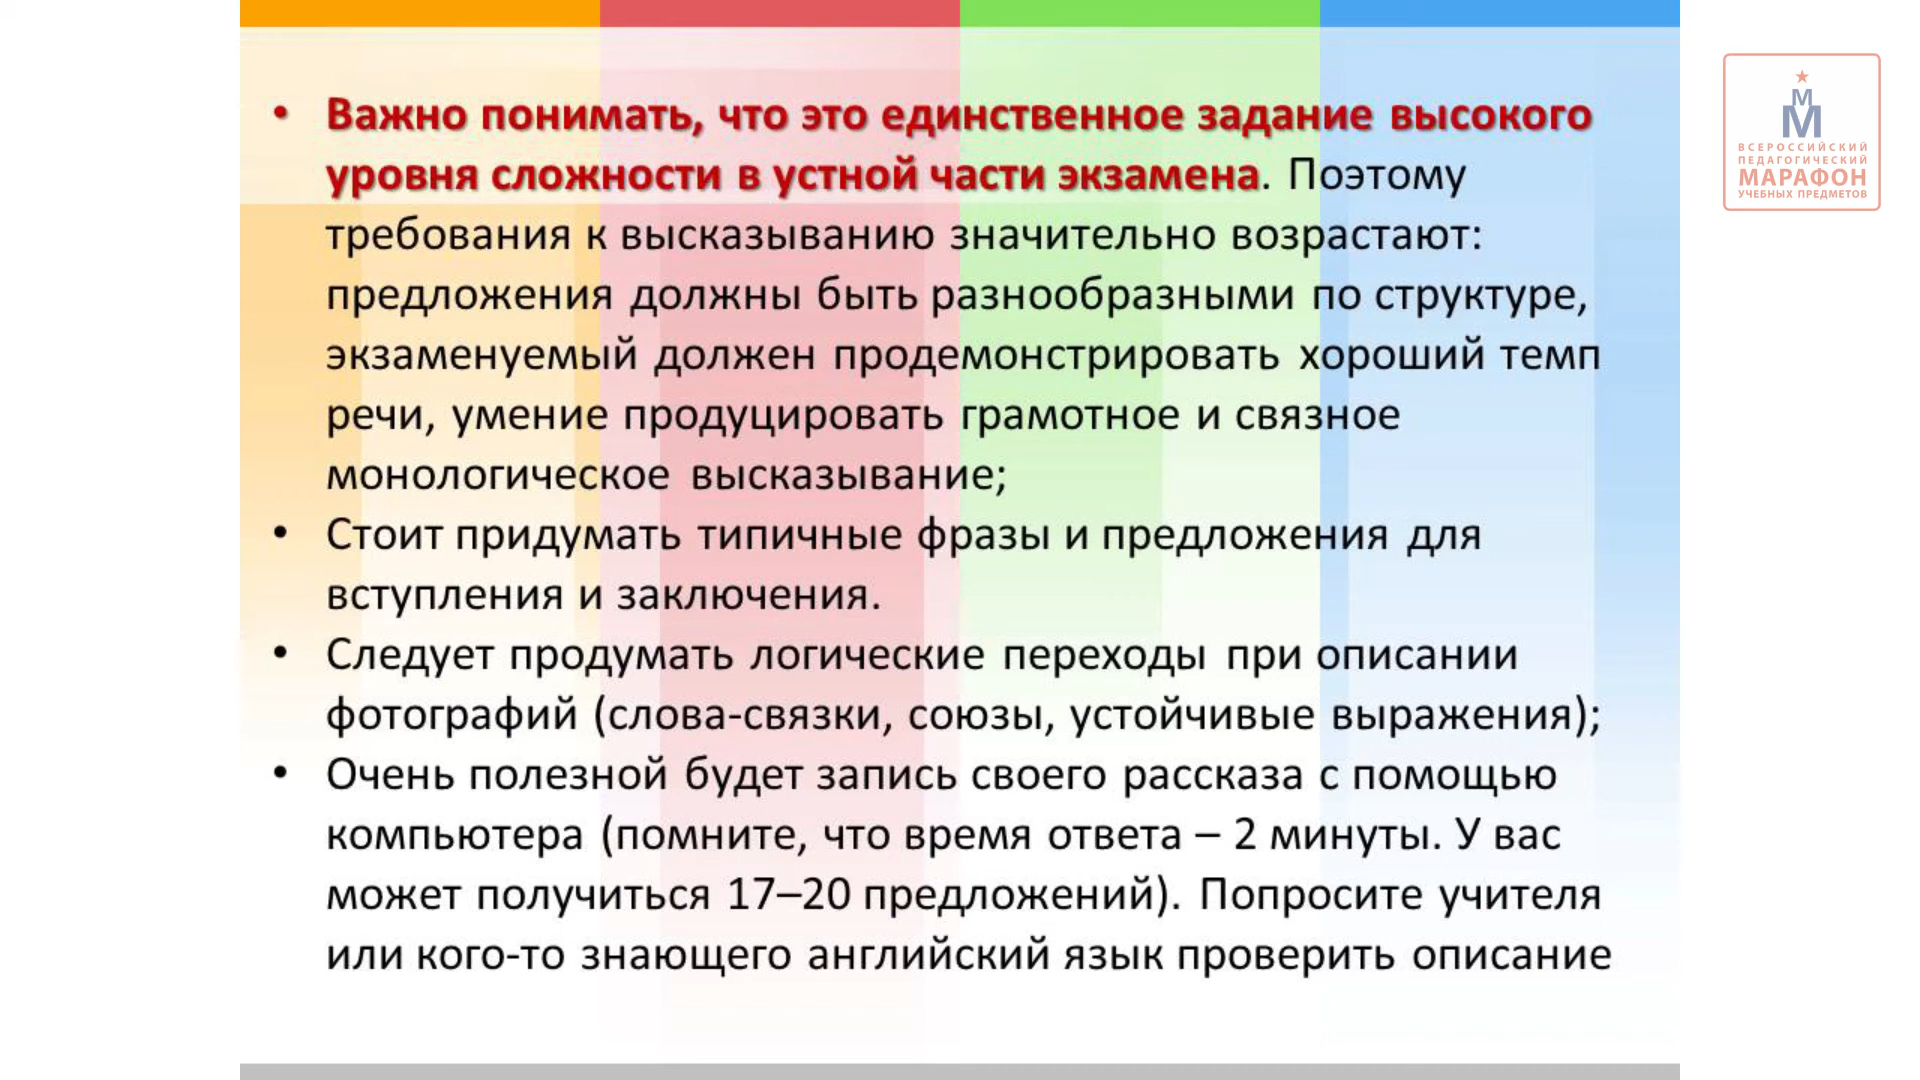 • Важно понимать, что это единственное задание высокого
уровня сложности в устной части экзамена. Поэтому
требования к высказыванию значительно возрастают:
предложения должны быть разнообразными по структуре,
экзаменуемый должен продемонстрировать хороший темп
речи, умение продуцировать грамотное и связное
монологическое высказывание;
• Стоит придумать типичные фразы и предложения для
вступления и заключения.
• Следует продумать логические переходы при описании
фотографий (слова-связки, союзы, устойчивые выражения);
• Очень полезной будет запись своего рассказа с помощью
компьютера (помните, что время ответа – 2 минуты. У вас
может получиться 17–20 предложений). Попросите учителя
или кого-то знающего английский язык проверить описание
М
М
ВСЕРОССИЙСКИЙ
ПЕДАГОГИЧЕСКИЙ
МАРАФОН
УЧЕБНЫХ ПРЕДМЕТОВ